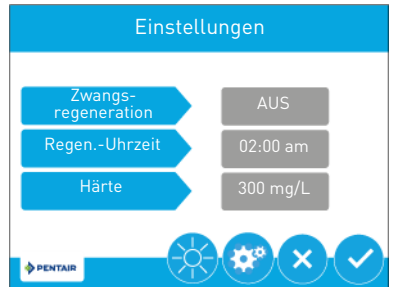 Einstellungen
Zwangs-
regeneration
AUS
Regen.-Uhrzeit
02:00 am
Härte
300 mg/L
PENTAIR